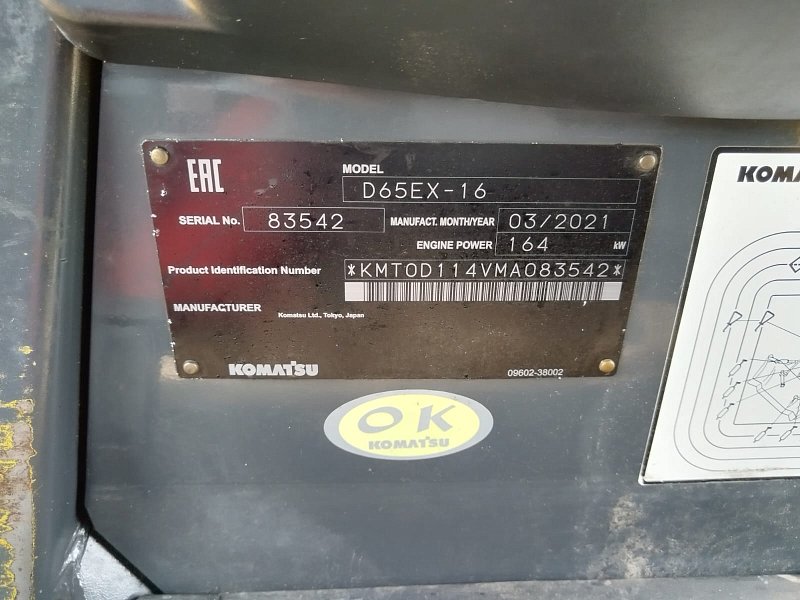 EAC
MODEL
D65EX-16
SERIAL No. 83542 MANUFACT. MONTH/YEAR 03/2021
ENGINE POWER 164 kW
Product Identification Number *KMT0D114VMA083542*
MANUFACTURER
Komatsu Ltd., Tokyo, Japan
KOMATSU
09602-38002
OK
KOMATSU
KOMA